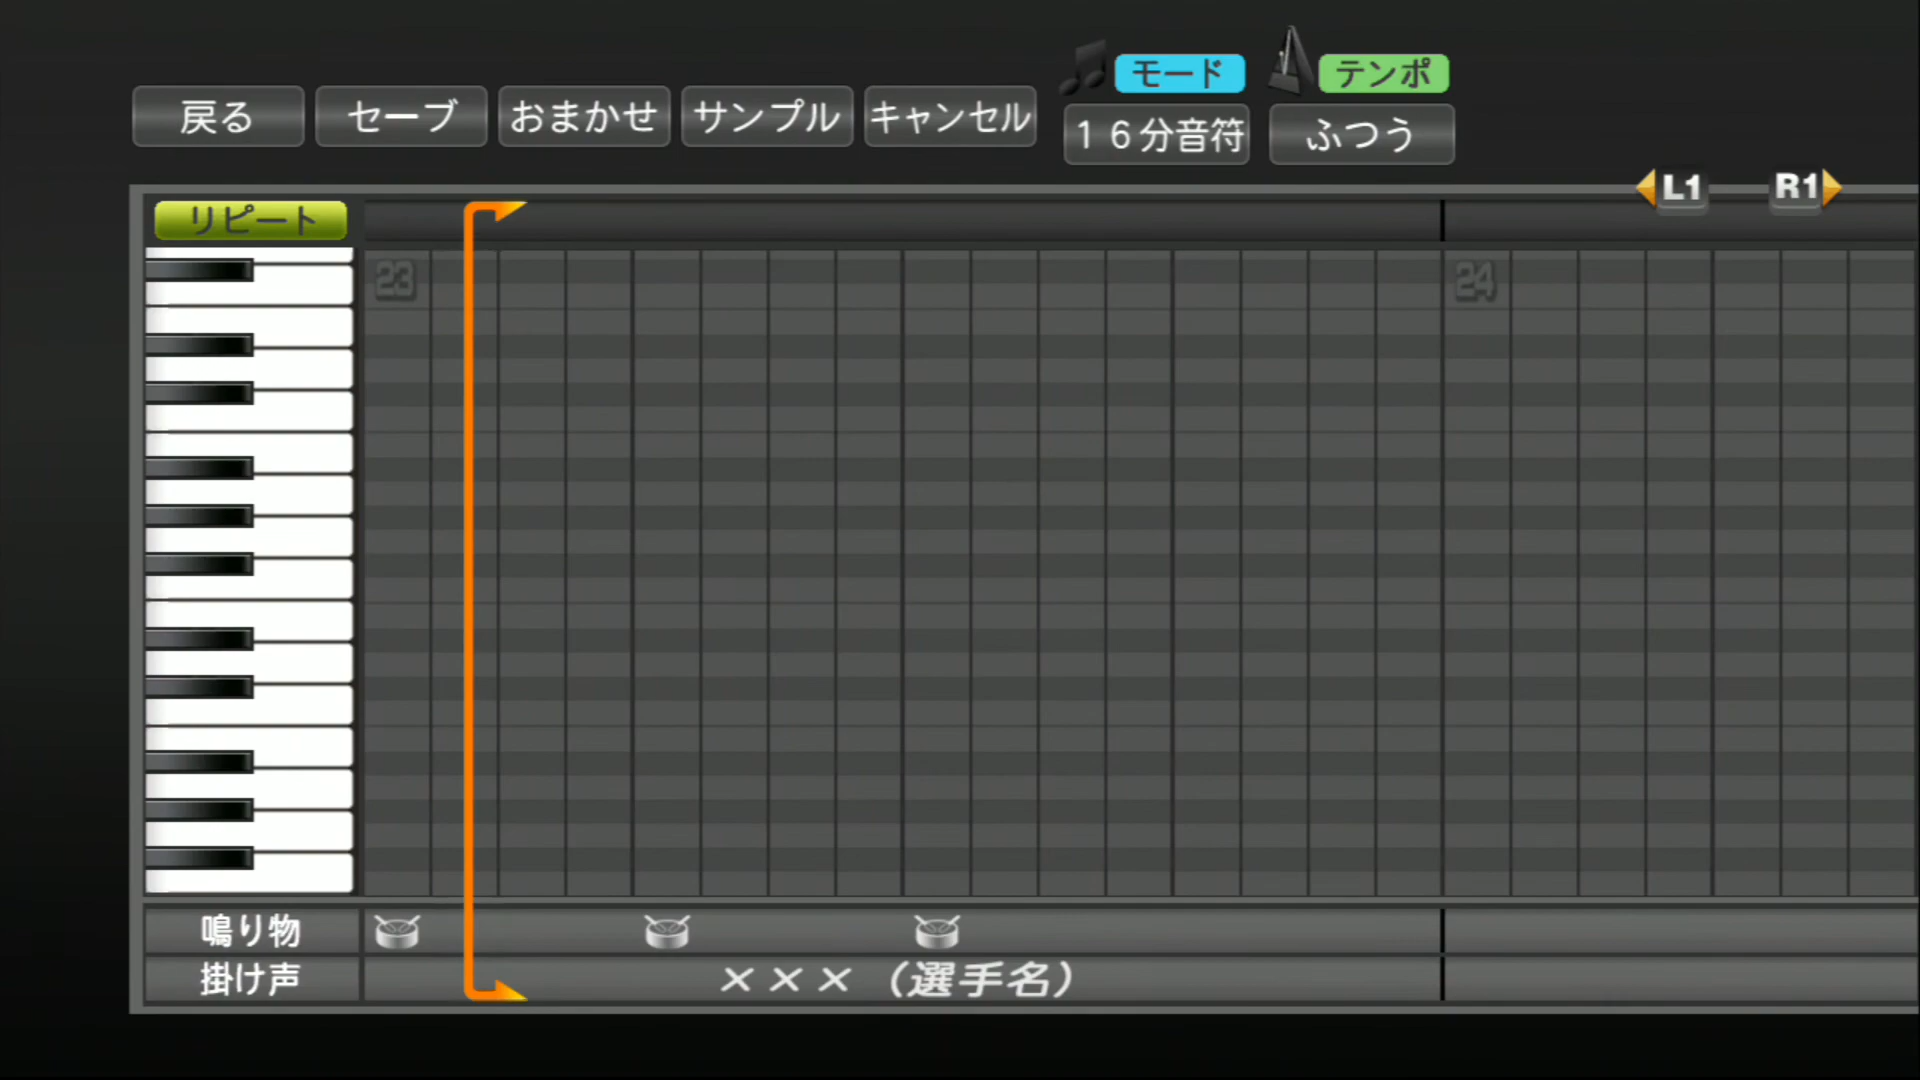 モード テンポ
戻る セーブ おまかせ サンプル キャンセル １６分音符 ふつう
L1 R1
リピート
23 24
鳴り物
掛け声 ×××（選手名）